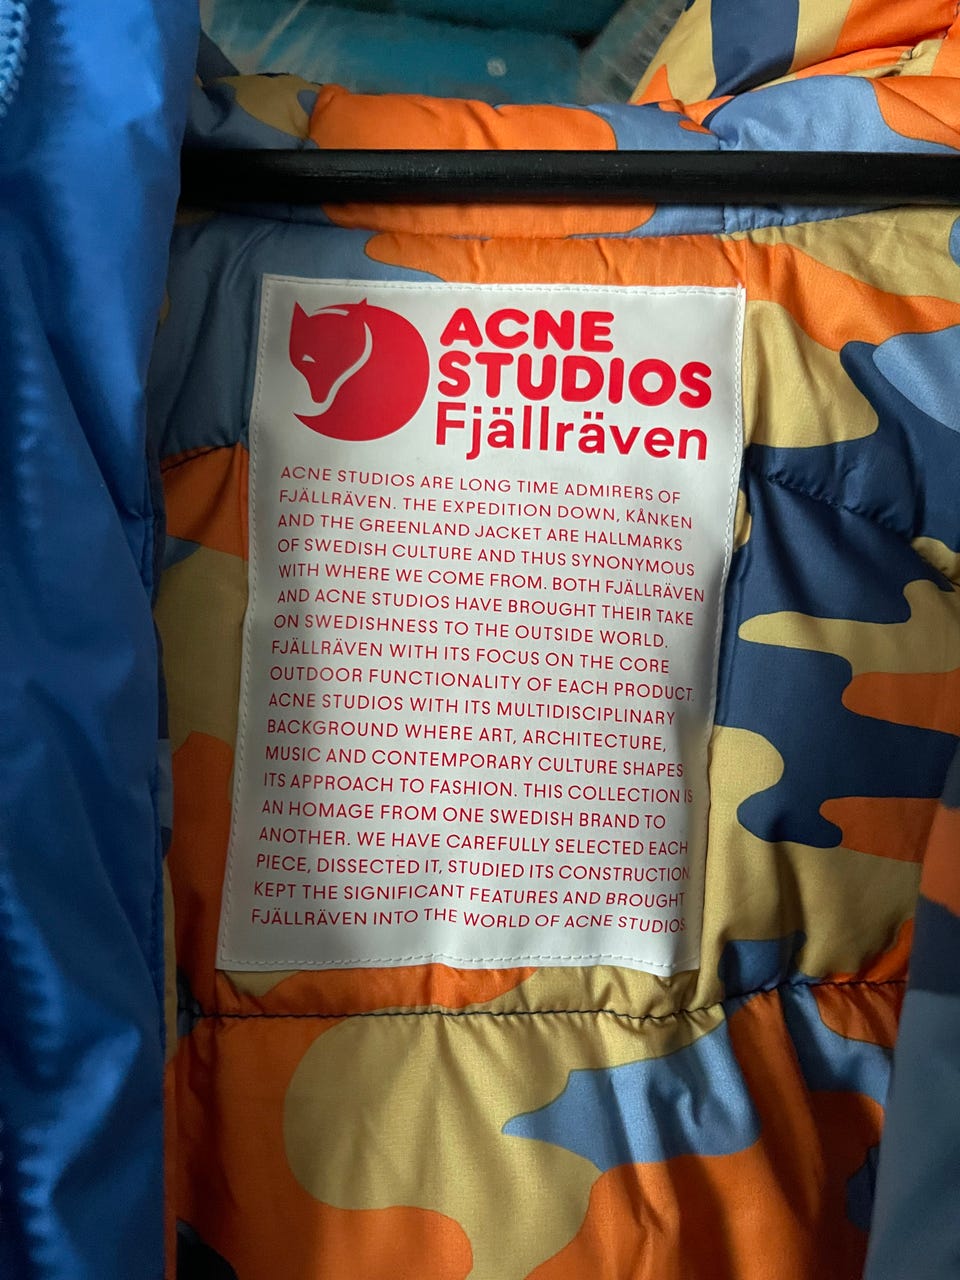 ACNE
STUDIOS
Fjällräven
ACNE STUDIOS ARE LONG TIME ADMIRERS OF
FJÄLLRÄVEN. THE EXPEDITION DOWN, KÅNKEN
AND THE GREENLAND JACKET ARE HALLMARKS
OF SWEDISH CULTURE AND THUS SYNONYMOUS
WITH WHERE WE COME FROM. BOTH FJÄLLRÄVEN
AND ACNE STUDIOS HAVE BROUGHT THEIR TAKE
ON SWEDISHNESS TO THE OUTSIDE WORLD.
FJÄLLRÄVEN WITH ITS FOCUS ON THE CORE
OUTDOOR FUNCTIONALITY OF EACH PRODUCT.
ACNE STUDIOS WITH ITS MULTIDISCIPLINARY
BACKGROUND WHERE ART, ARCHITECTURE,
MUSIC AND CONTEMPORARY CULTURE SHAPES
ITS APPROACH TO FASHION. THIS COLLECTION IS
AN HOMAGE FROM ONE SWEDISH BRAND TO
ANOTHER. WE HAVE CAREFULLY SELECTED EACH
PIECE, DISSECTED IT, STUDIED ITS CONSTRUCTION,
KEPT THE SIGNIFICANT FEATURES AND BROUGHT
FJÄLLRÄVEN INTO THE WORLD OF ACNE STUDIOS